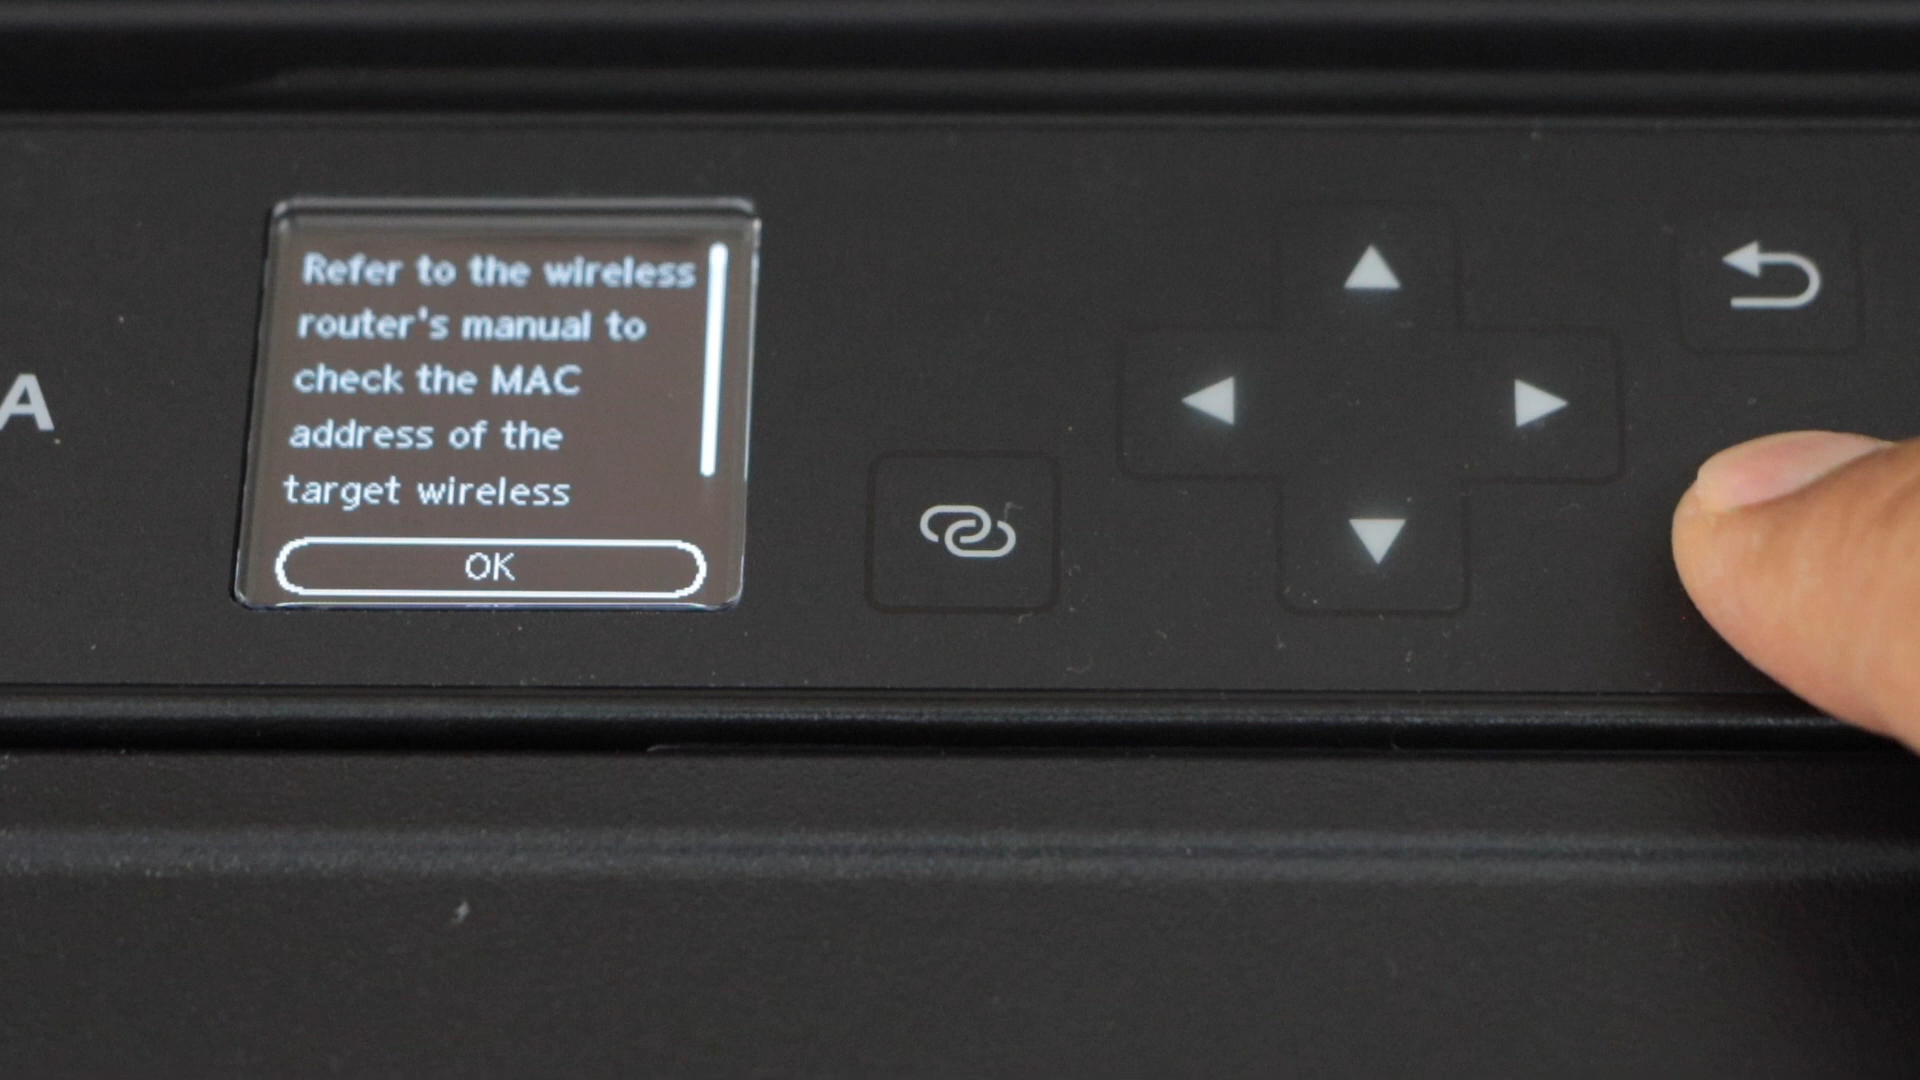 A
Refer to the wireless
router's manual to
check the MAC
address of the
target wireless
OK